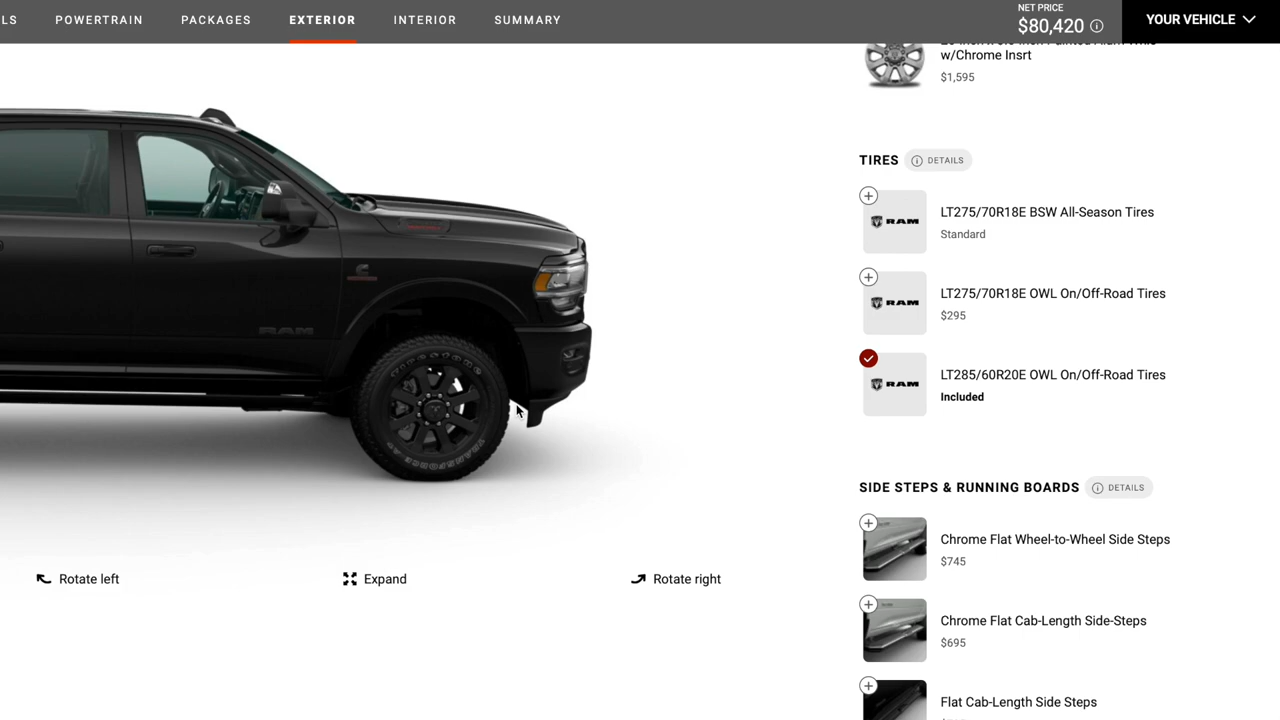 LS POWERTRAIN PACKAGES EXTERIOR INTERIOR SUMMARY
NET PRICE
$80,420
YOUR VEHICLE
w/Chrome Insrt
$1,595
TIRES DETAILS
RAM
LT275/70R18E BSW All-Season Tires
Standard
RAM
LT275/70R18E OWL On/Off-Road Tires
$295
RAM
LT285/60R20E OWL On/Off-Road Tires
Included
RAM
Firestone
TRANSFORCE
SIDE STEPS & RUNNING BOARDS DETAILS
Chrome Flat Wheel-to-Wheel Side Steps
$745
Chrome Flat Cab-Length Side-Steps
$695
Flat Cab-Length Side Steps
Rotate left Expand Rotate right